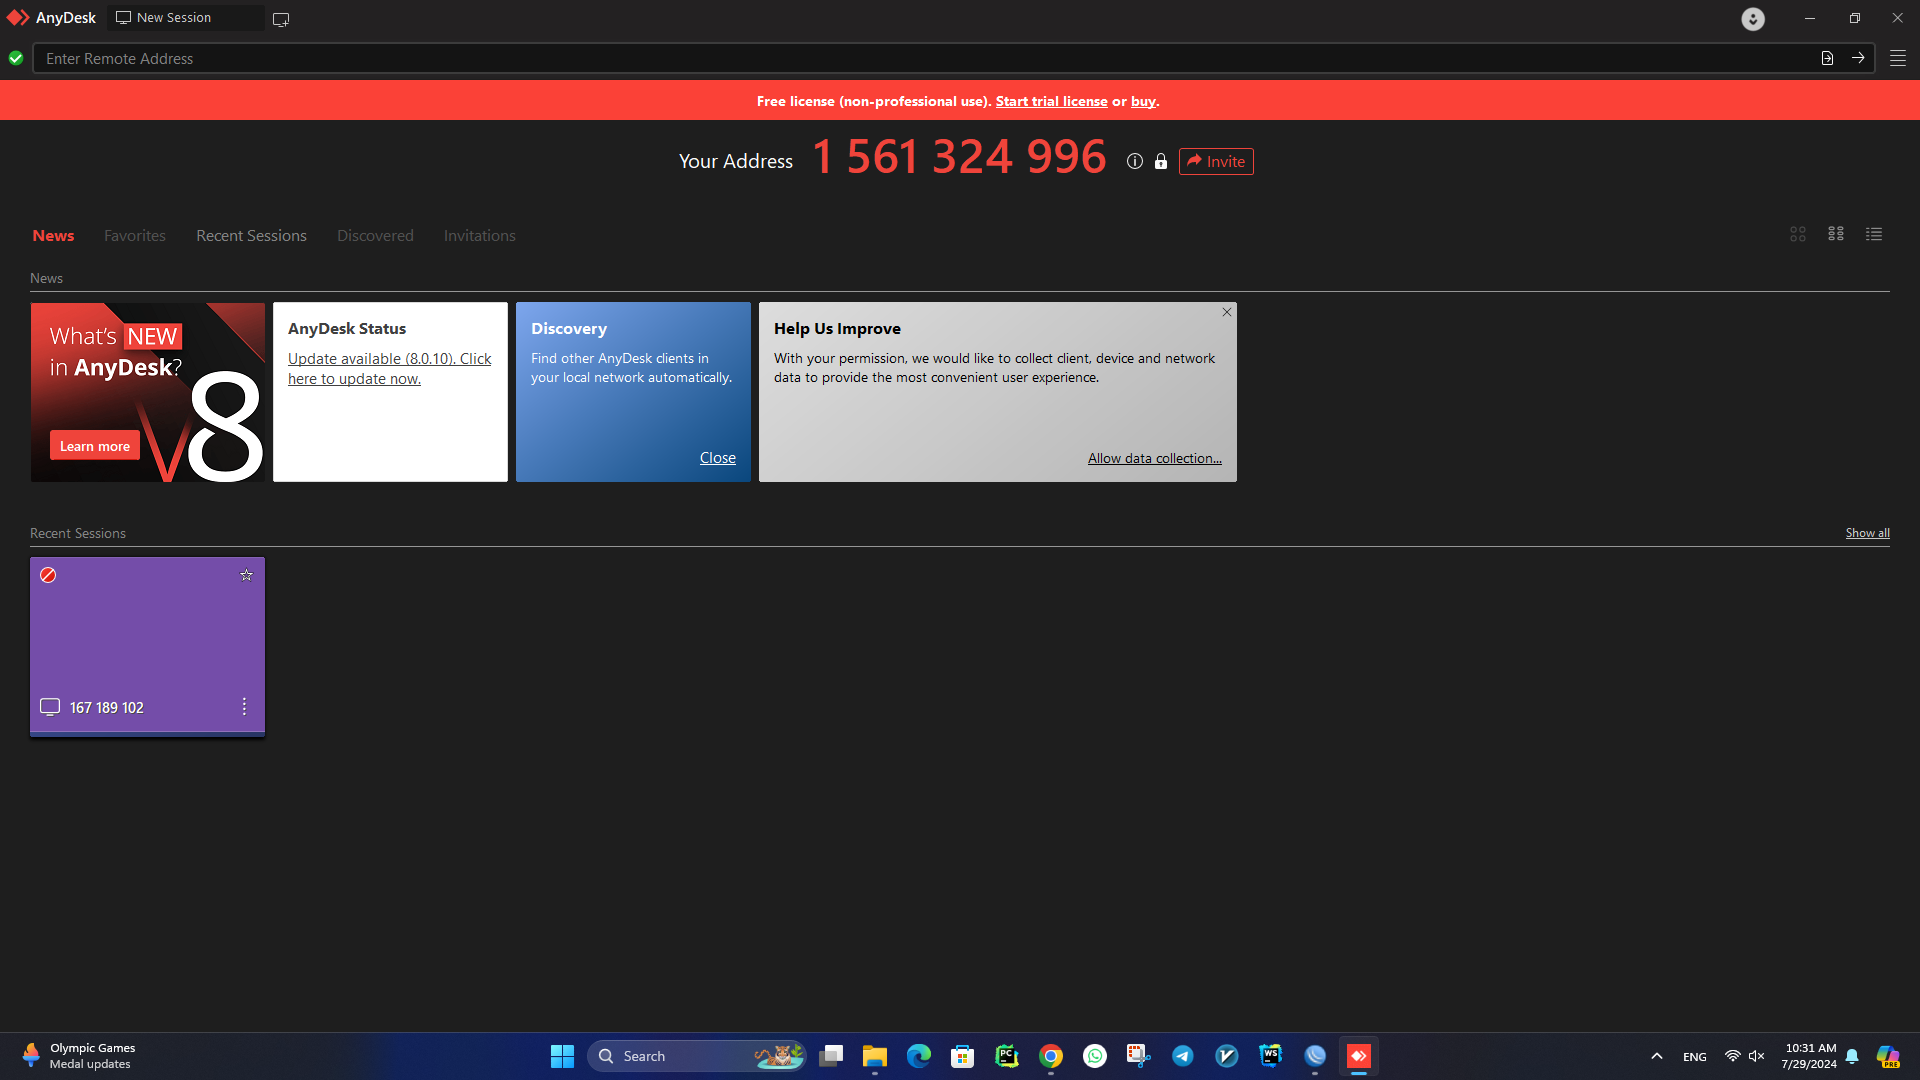 AnyDesk
New Session
Enter Remote Address
Free license (non-professional use). Start trial license or buy.
Your Address 1 561 324 996 Invite
News Favorites Recent Sessions Discovered Invitations
News
What's NEW
in AnyDesk?
V8
Learn more
AnyDesk Status
Update available (8.0.10). Click
here to update now.
Discovery
Find other AnyDesk clients in
your local network automatically.
Close
Help Us Improve
With your permission, we would like to collect client, device and network
data to provide the most convenient user experience.
Allow data collection...
Recent Sessions
Show all
167 189 102
Olympic Games
Medal updates
Search
PC
WS
ENG
10:31 AM
7/29/2024
PRE